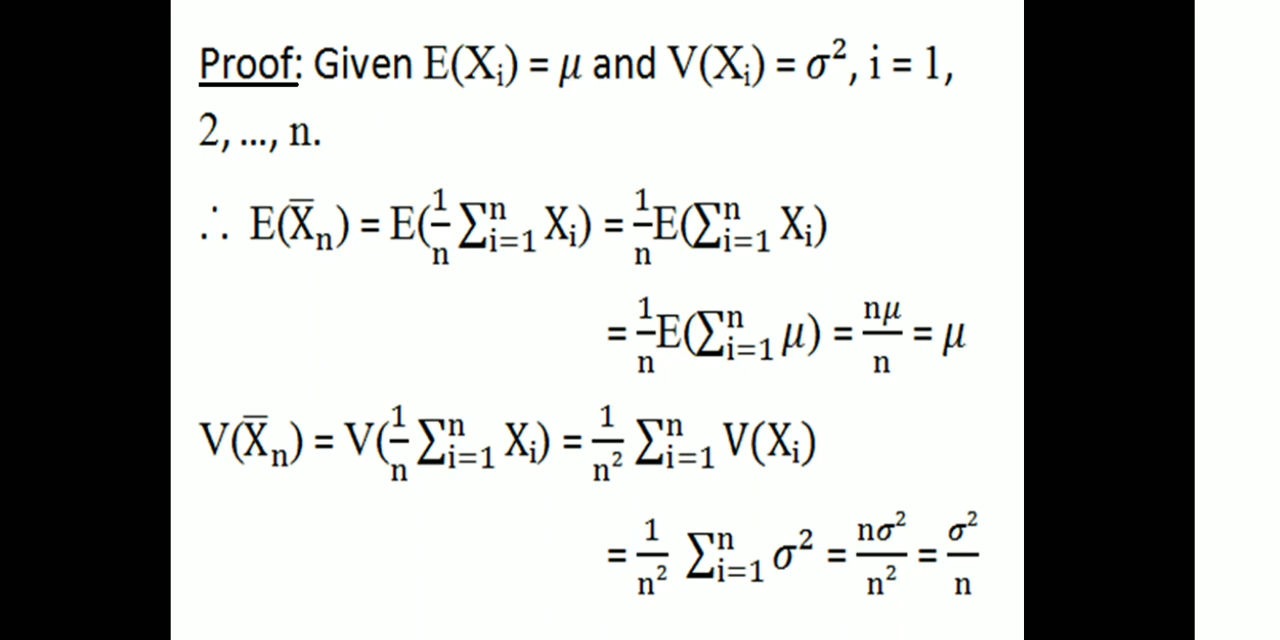 Proof: Given E(Xᵢ) = μ and V(Xᵢ) = σ², i = 1,
2, ..., n.
∴ E(X̅ₙ) = E(1/n ∑ⁿᵢ₌₁ Xᵢ) = 1/n E(∑ⁿᵢ₌₁ Xᵢ)
= 1/n E(∑ⁿᵢ₌₁ μ) = nμ/n = μ
V(X̅ₙ) = V(1/n ∑ⁿᵢ₌₁ Xᵢ) = 1/n² ∑ⁿᵢ₌₁ V(Xᵢ)
= 1/n² ∑ⁿᵢ₌₁ σ² = nσ²/n² = σ²/n